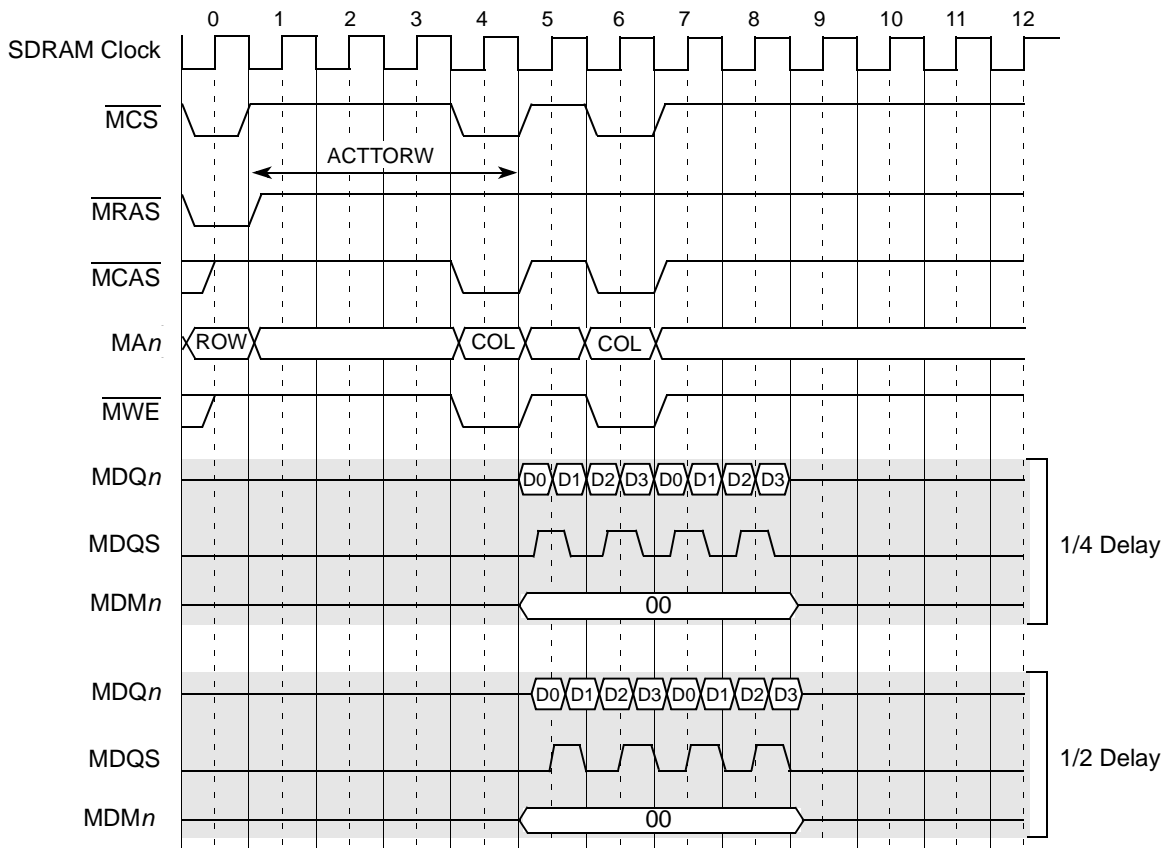 0 1 2 3 4 5 6 7 8 9 10 11 12
SDRAM Clock
MCS
ACTTORW
MRAS
MCAS
MAn ROW COL COL
MWE
MDQn D0 D1 D2 D3 D0 D1 D2 D3
MDQS
1/4 Delay
MDMn 00
MDQn D0 D1 D2 D3 D0 D1 D2 D3
MDQS
1/2 Delay
MDMn 00